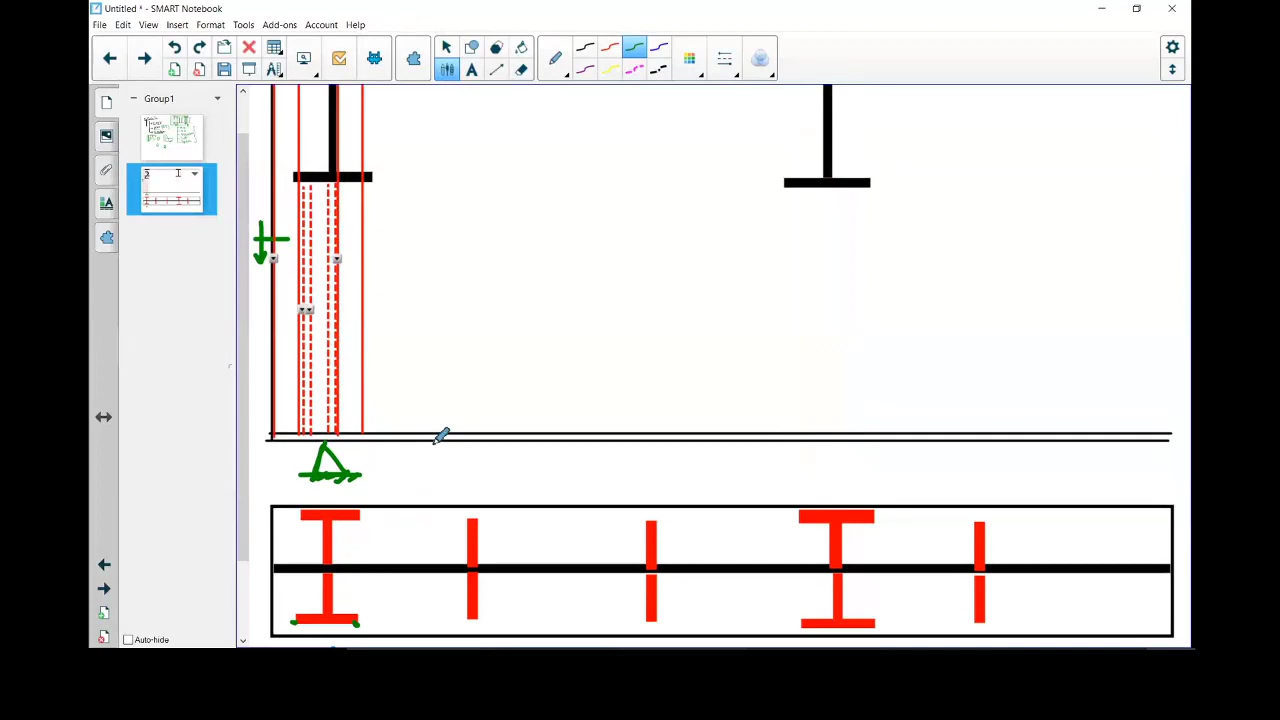 Untitled * - SMART Notebook
File Edit View Insert Format Tools Add-ons Account Help
Group1
Auto-hide